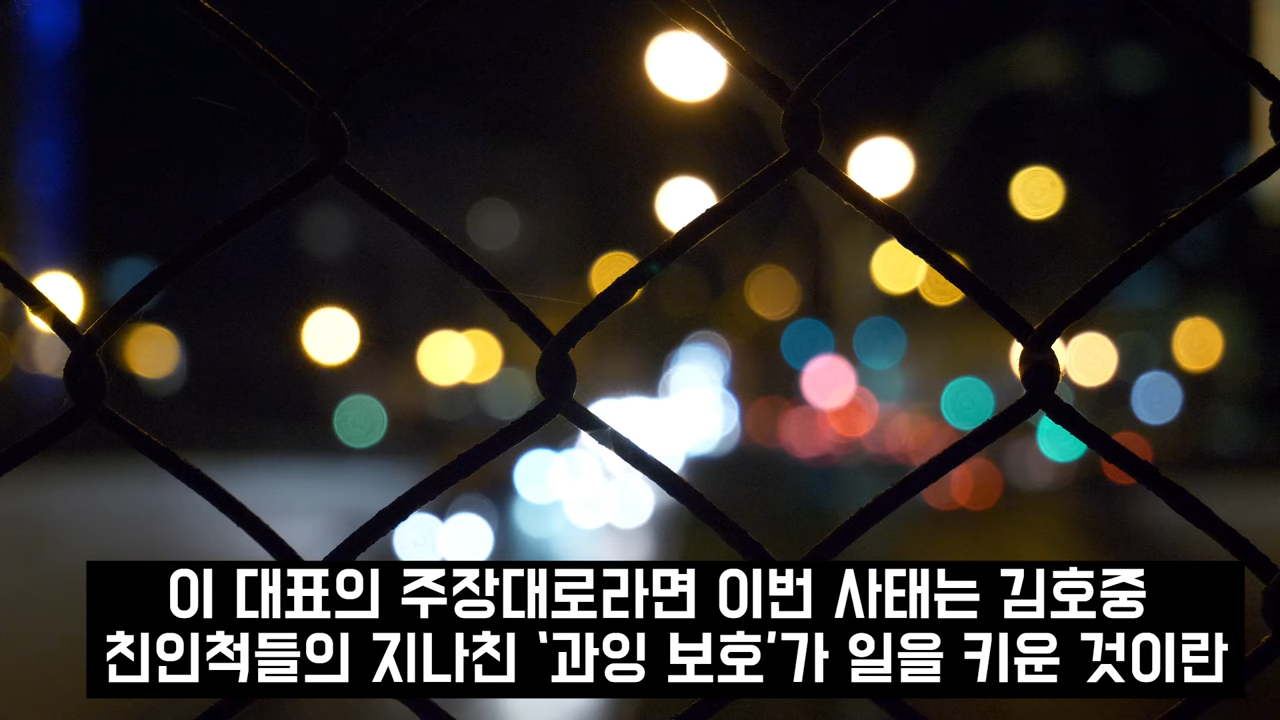 이 대표의 주장대로라면 이번 사태는 김호중
친인척들의 지나친 ‘과잉 보호’가 일을 키운 것이란